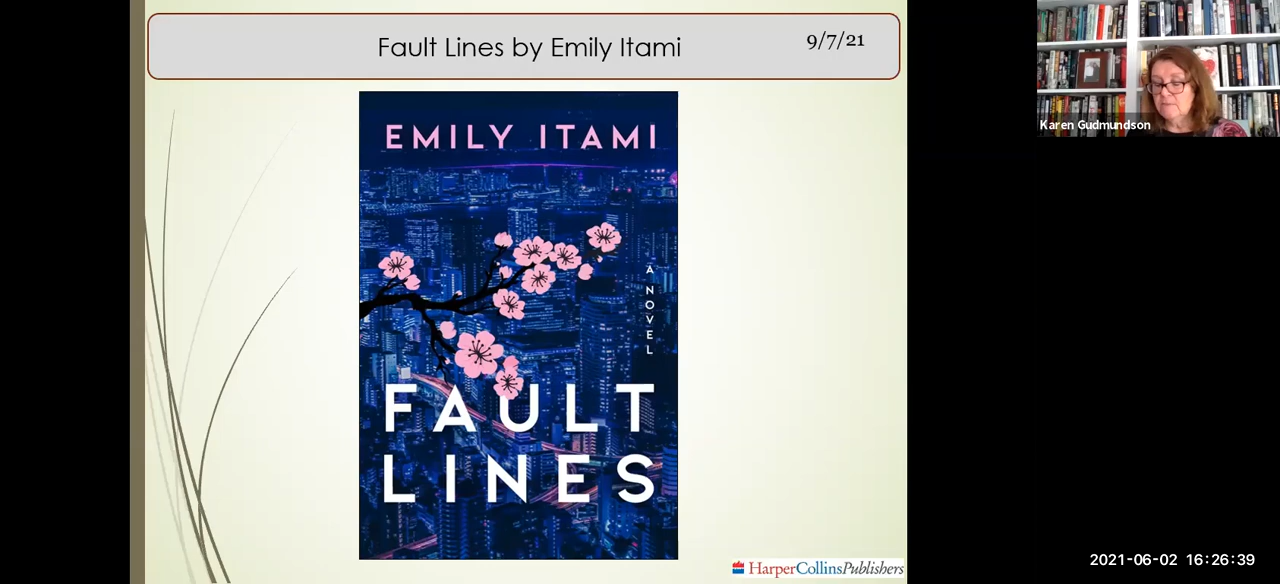 Fault Lines by Emily Itami
9/7/21
EMILY ITAMI
A NOVEL
FAULT
LINES
HarperCollinsPublishers
Karen Gudmundson
2021-06-02 16:26:39